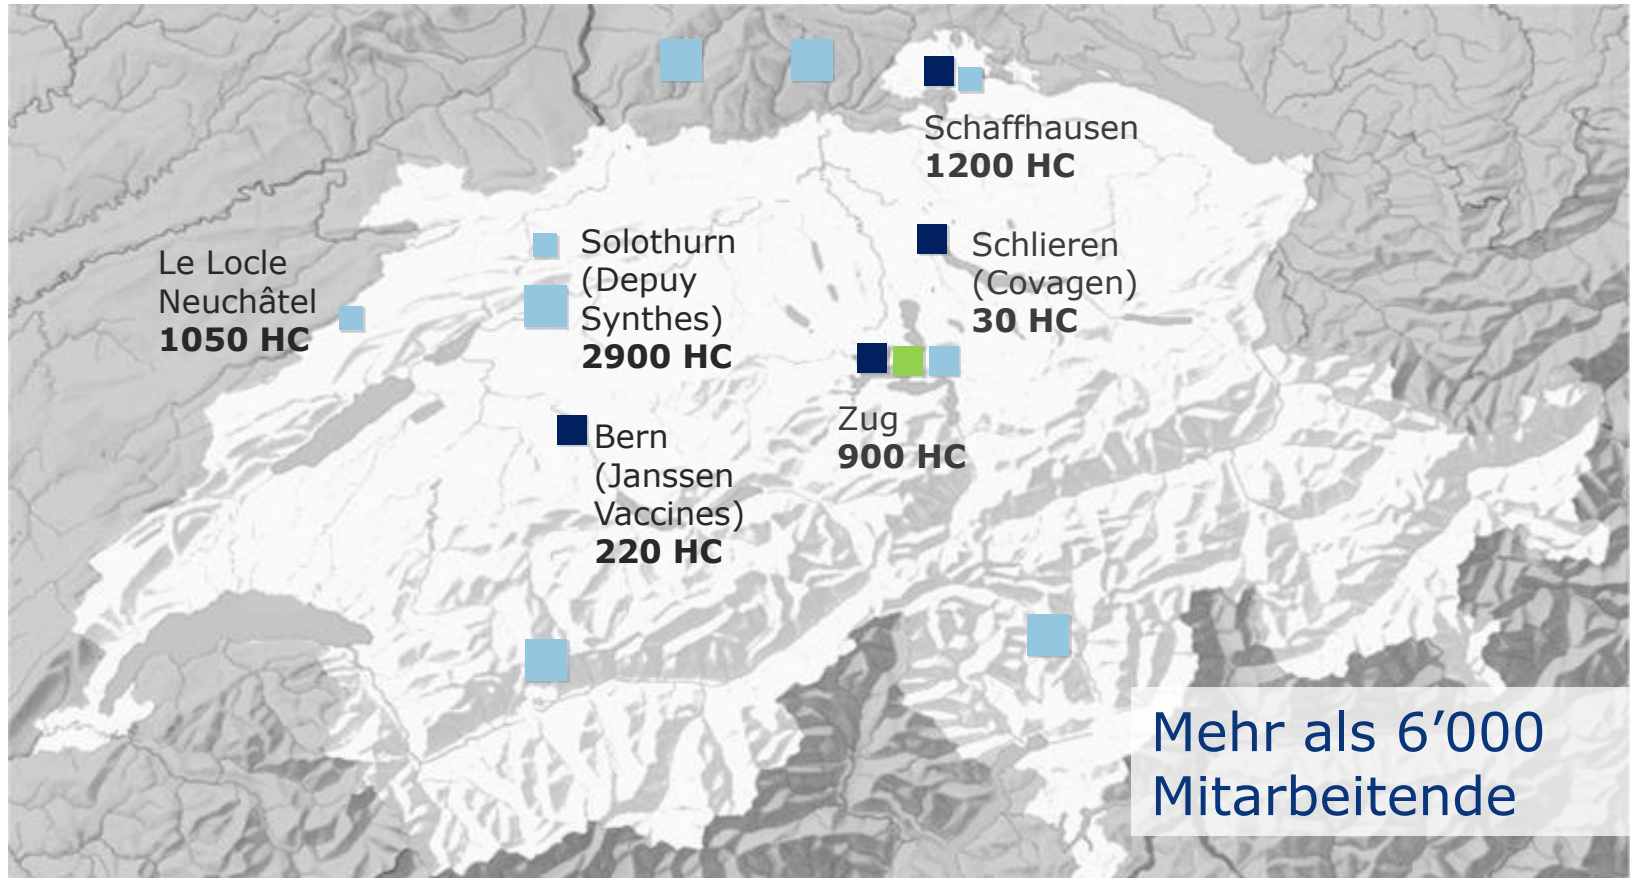 Schaffhausen
1200 HC
Le Locle
Neuchâtel
1050 HC
Solothurn
(Depuy
Synthes)
2900 HC
Schlieren
(Covagen)
30 HC
Bern
(Janssen
Vaccines)
220 HC
Zug
900 HC
Mehr als 6’000
Mitarbeitende